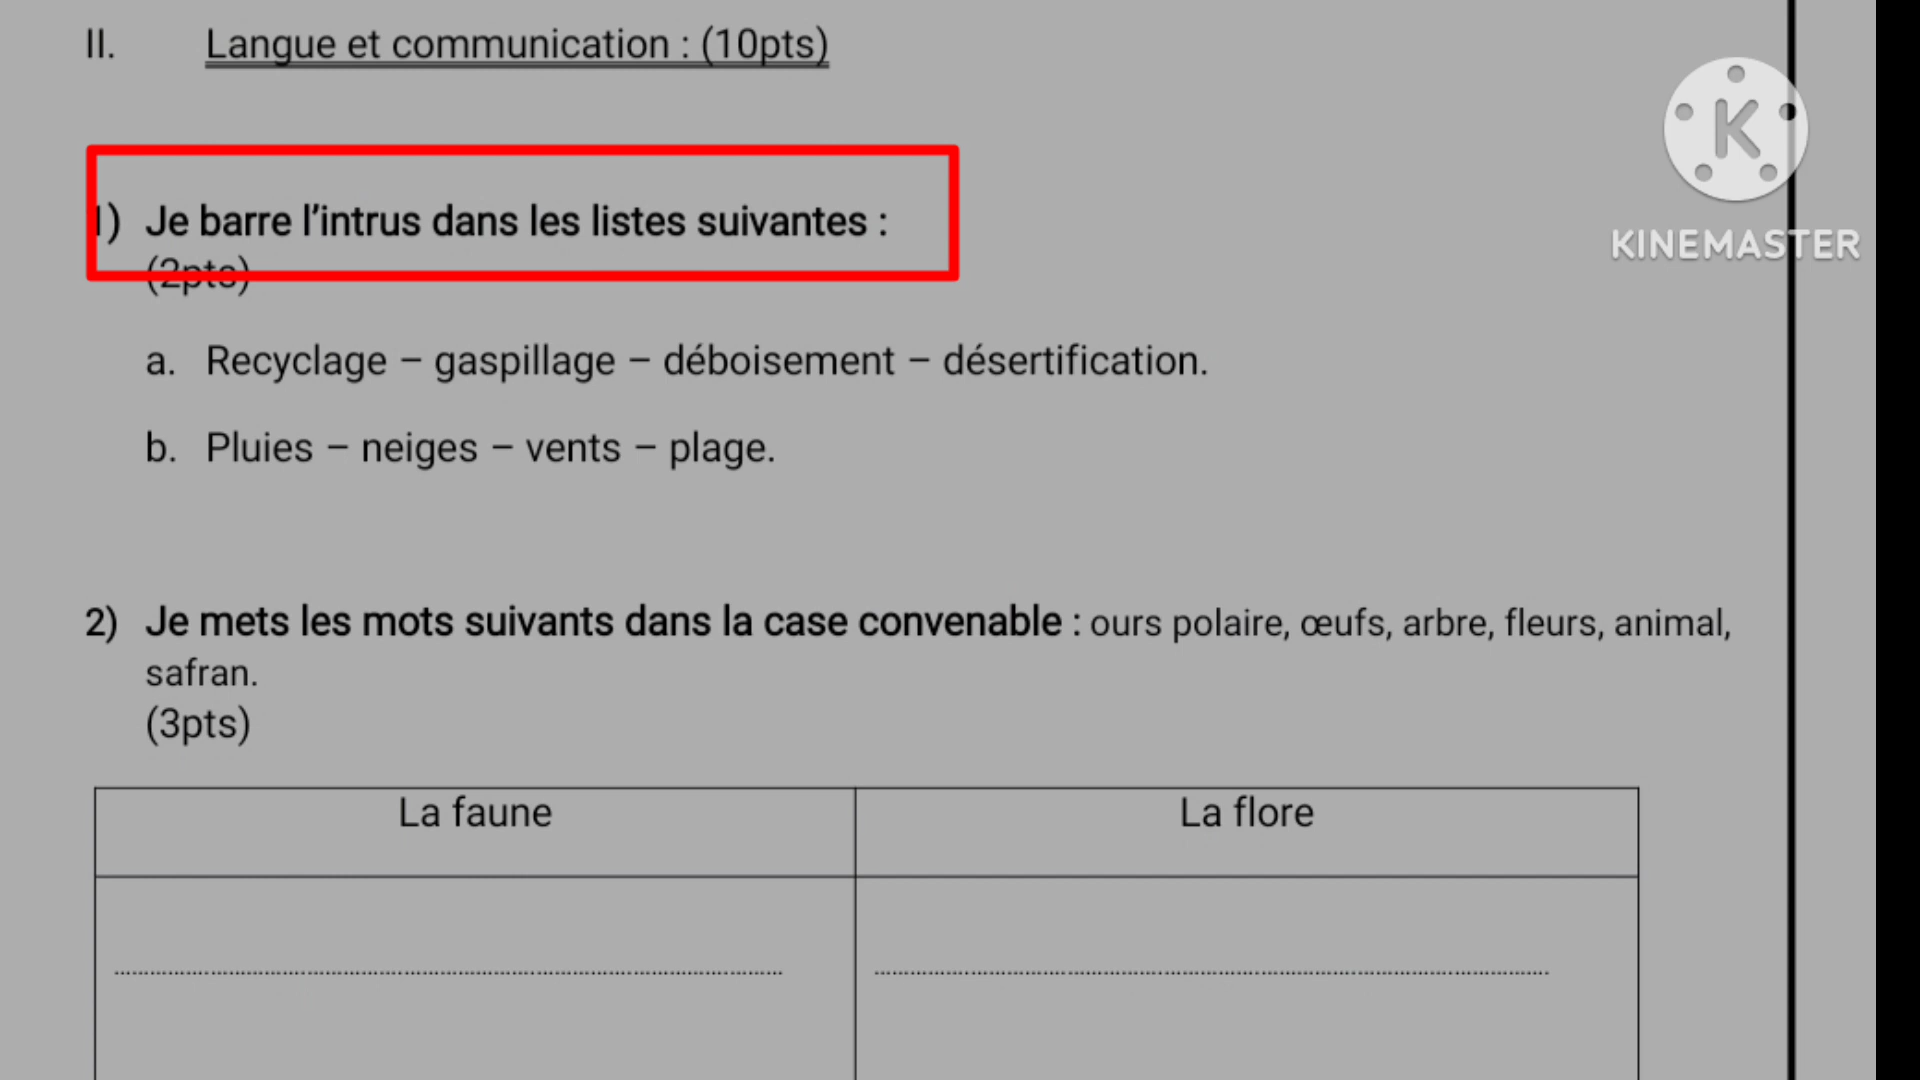 II. Langue et communication : (10pts)
K
KINEMASTER
1) Je barre l’intrus dans les listes suivantes :
(2pts)
a. Recyclage – gaspillage – déboisement – désertification.
b. Pluies – neiges – vents – plage.
2) Je mets les mots suivants dans la case convenable : ours polaire, œufs, arbre, fleurs, animal,
safran.
(3pts)
La faune La flore